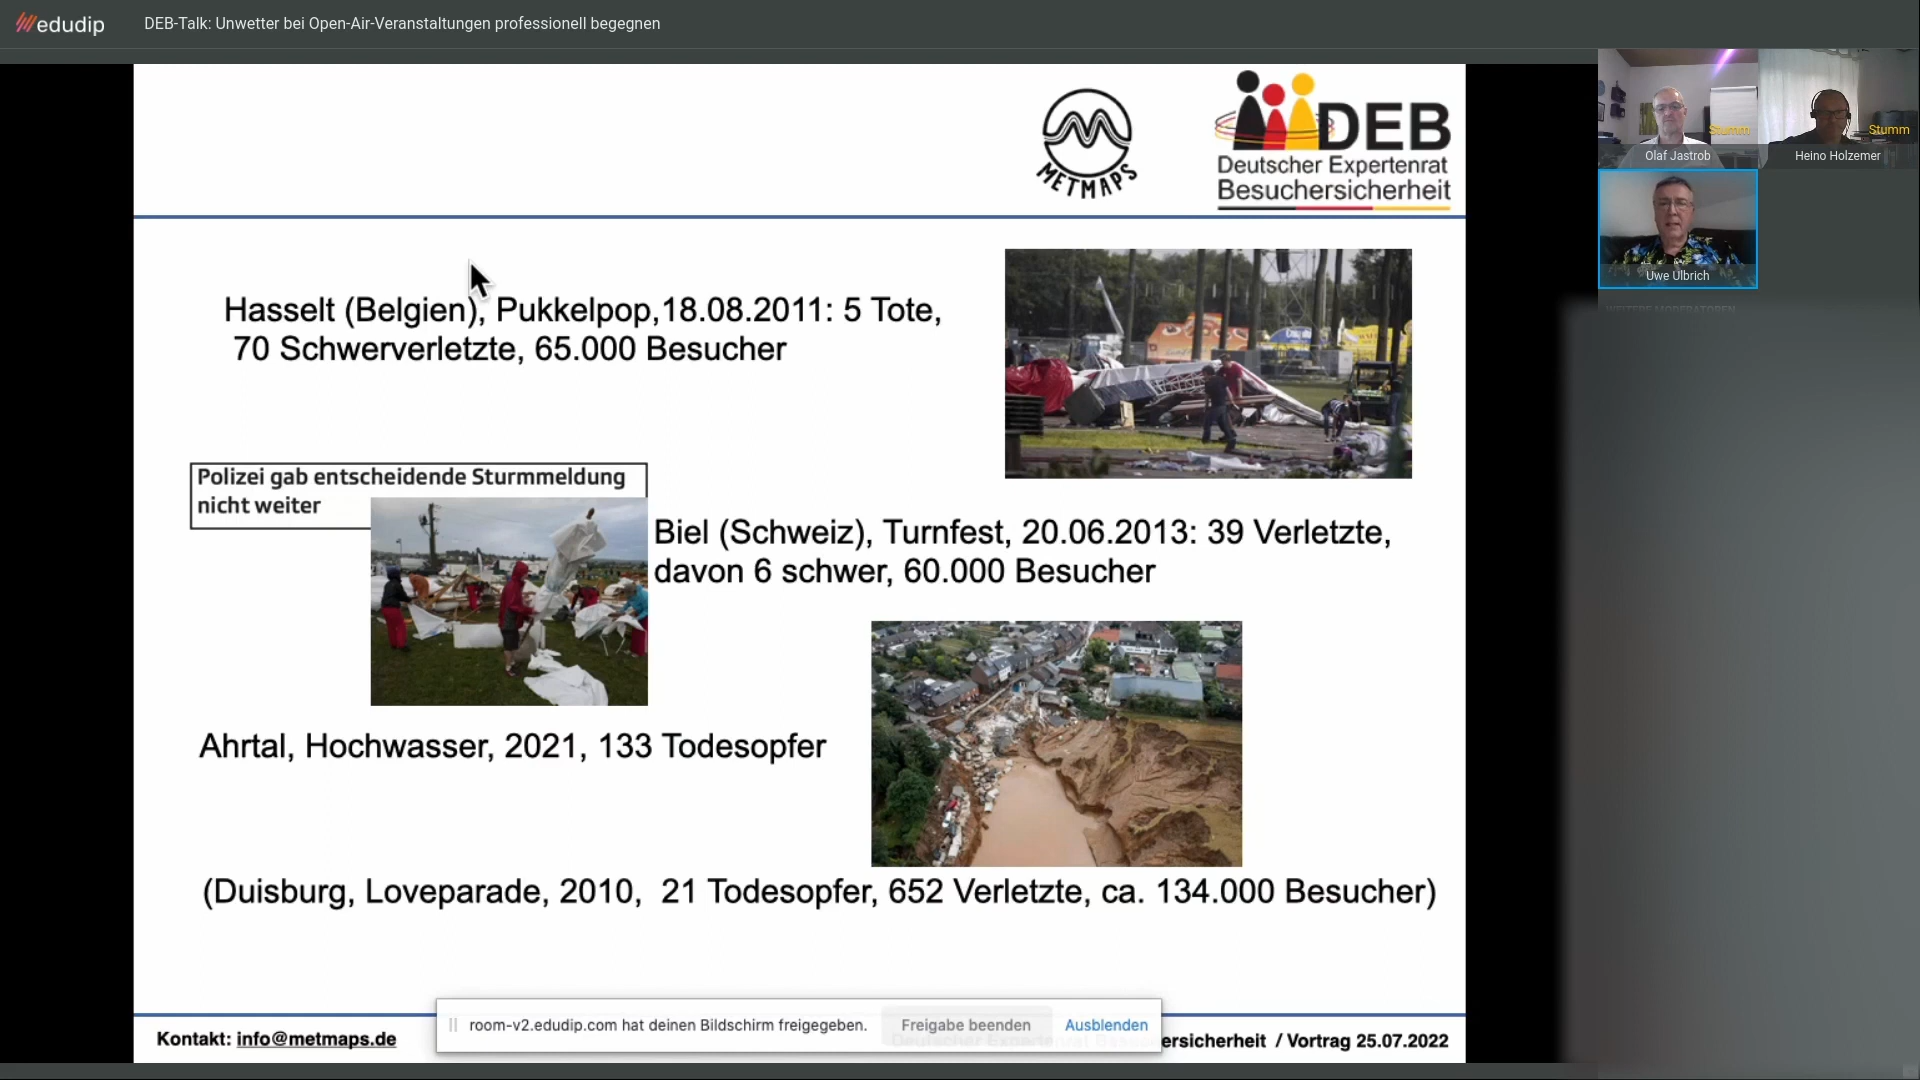 edudip
DEB-Talk: Unwetter bei Open-Air-Veranstaltungen professionell begegnen
Stumm
Stumm
Olaf Jastrob
Heino Holzemer
Uwe Ulbrich
WEITERE MODERATOREN
METMAPS
DEB
Deutscher Expertenrat
Besuchersicherheit
Hasselt (Belgien), Pukkelpop,18.08.2011: 5 Tote,
70 Schwerverletzte, 65.000 Besucher
Polizei gab entscheidende Sturmmeldung
nicht weiter
Biel (Schweiz), Turnfest, 20.06.2013: 39 Verletzte,
davon 6 schwer, 60.000 Besucher
Ahrtal, Hochwasser, 2021, 133 Todesopfer
(Duisburg, Loveparade, 2010, 21 Todesopfer, 652 Verletzte, ca. 134.000 Besucher)
room-v2.edudip.com hat deinen Bildschirm freigegeben.
Freigabe beenden
Ausblenden
Kontakt: info@metmaps.de
ersicherheit / Vortrag 25.07.2022